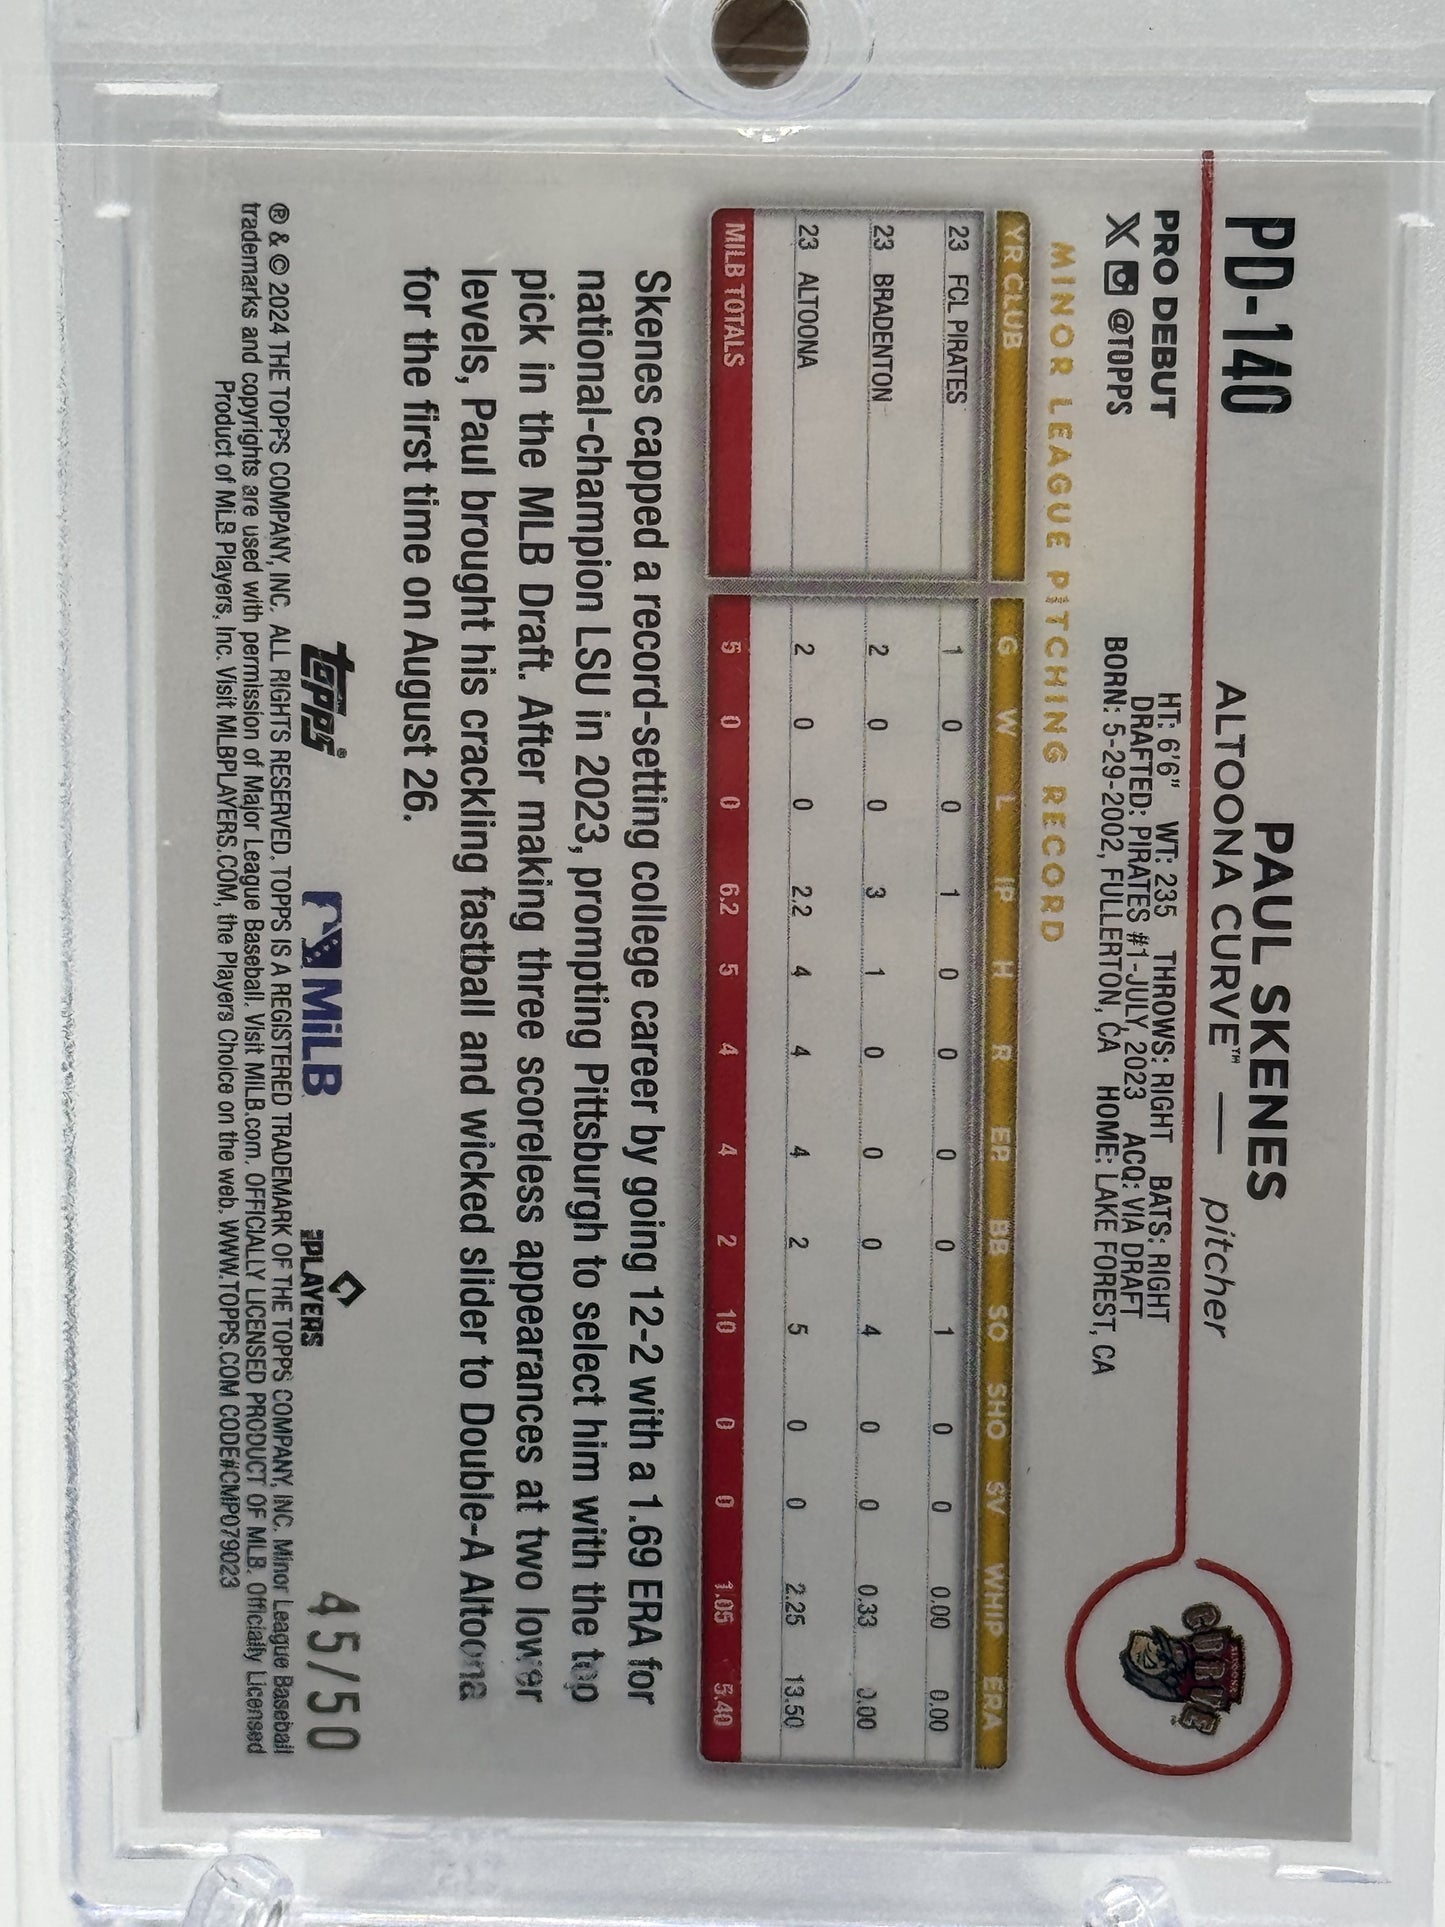 PD-140
PAUL SKENES
ALTOONA CURVE™ — pitcher
CURVE
PRO DEBUT
X @TOPPS
HT: 6'6" WT: 235 THROWS: RIGHT BATS: RIGHT
DRAFTED: PIRATES #1-JULY, 2023 ACQ: VIA DRAFT
BORN: 5-29-2002, FULLERTON, CA HOME: LAKE FOREST, CA
MINOR LEAGUE PITCHING RECORD
YR CLUB G W L IP H R ER BB SO SHO SV WHIP ERA
23 FCL PIRATES 1 0 0 1 0 0 0 0 1 0 0 0.00 0.00
23 BRADENTON 2 0 0 3 1 0 0 0 4 0 0 0.33 0.00
23 ALTOONA 2 0 0 2.2 4 4 4 2 5 0 0 2.25 13.50
MILB TOTALS 5 0 0 6.2 5 4 4 2 10 0 0 1.05 5.40
Skenes capped a record-setting college career by going 12-2 with a 1.69 ERA for
national-champion LSU in 2023, prompting Pittsburgh to select him with the top
pick in the MLB Draft. After making three scoreless appearances at two lower
levels, Paul brought his crackling fastball and wicked slider to Double-A Altoona
for the first time on August 26.
topps® MiLB PLAYERS 45/50
® & © 2024 THE TOPPS COMPANY, INC. ALL RIGHTS RESERVED. TOPPS IS A REGISTERED TRADEMARK OF THE TOPPS COMPANY, INC. Minor League Baseball
trademarks and copyrights are used with permission of Major League Baseball. Visit MiLB.com. OFFICIALLY LICENSED PRODUCT OF MLB. Officially Licensed
Product of MLB Players, Inc. Visit MLBPLAYERS.COM, the Players Choice on the web. WWW.TOPPS.COM CODE#CMP079023